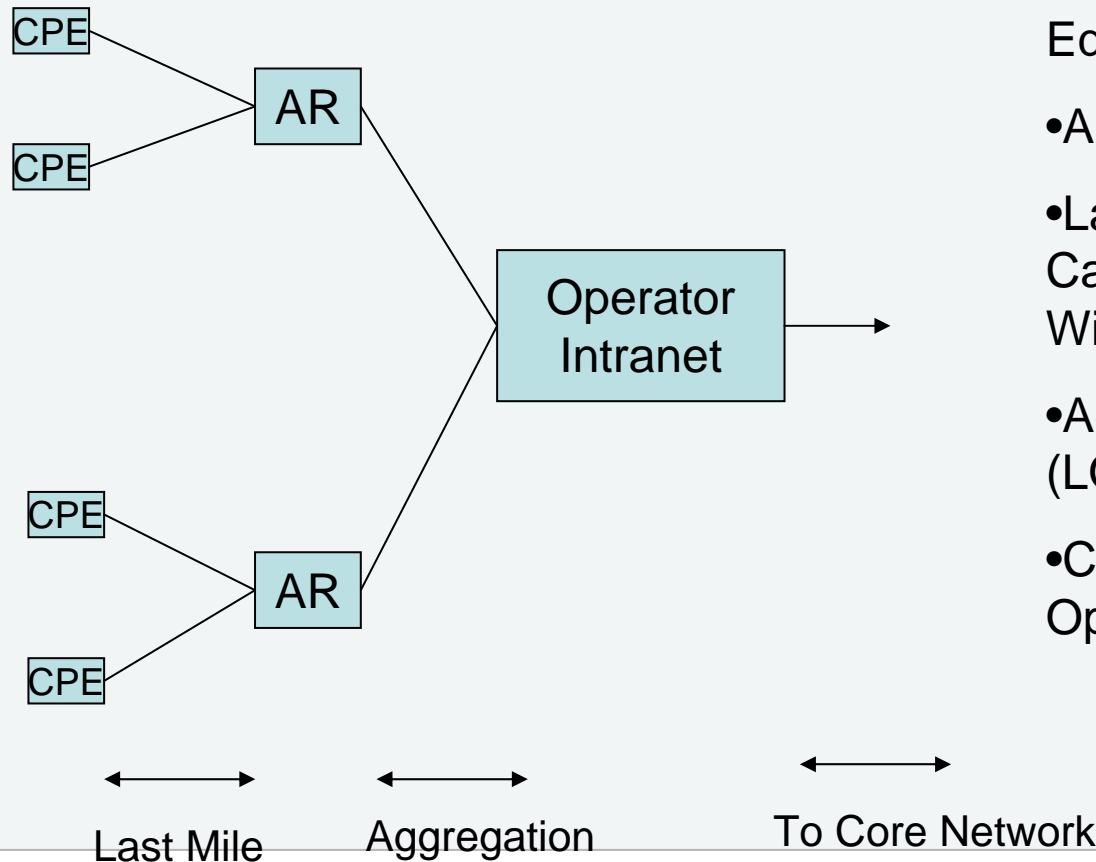 CPE
AR
CPE
Operator
Intranet
CPE
AR
CPE
Last Mile
Aggregation
To Core Network